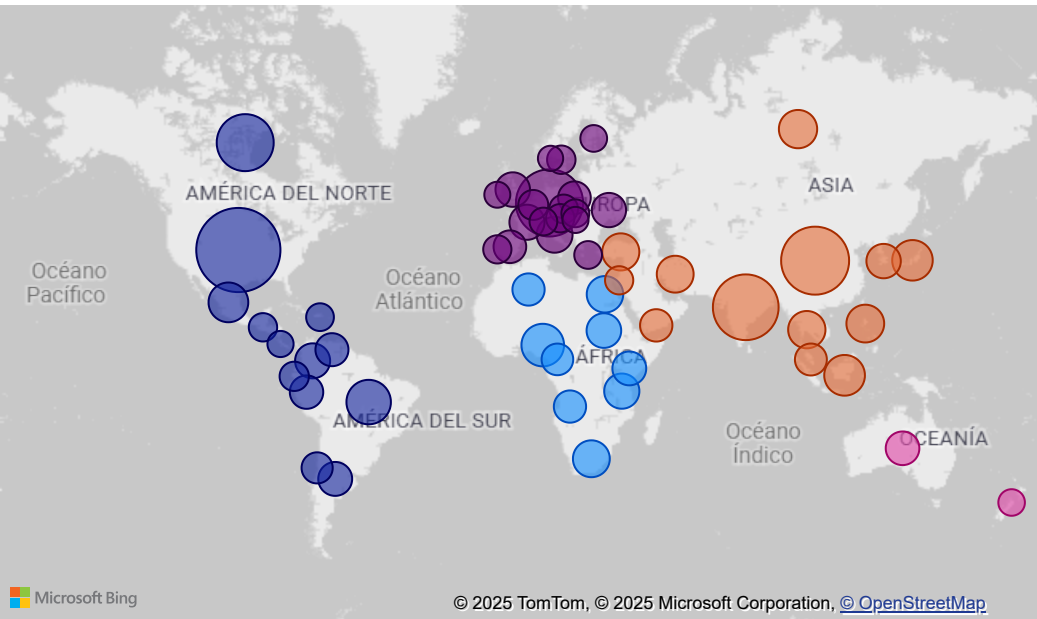 AMÉRICA DEL NORTE
ASIA
ROPA
Océano
Pacífico
Océano
Atlántico
ÁFRICA
AMÉRICA DEL SUR
Océano
Índico
OCEANÍA
Microsoft Bing
© 2025 TomTom, © 2025 Microsoft Corporation, © OpenStreetMap